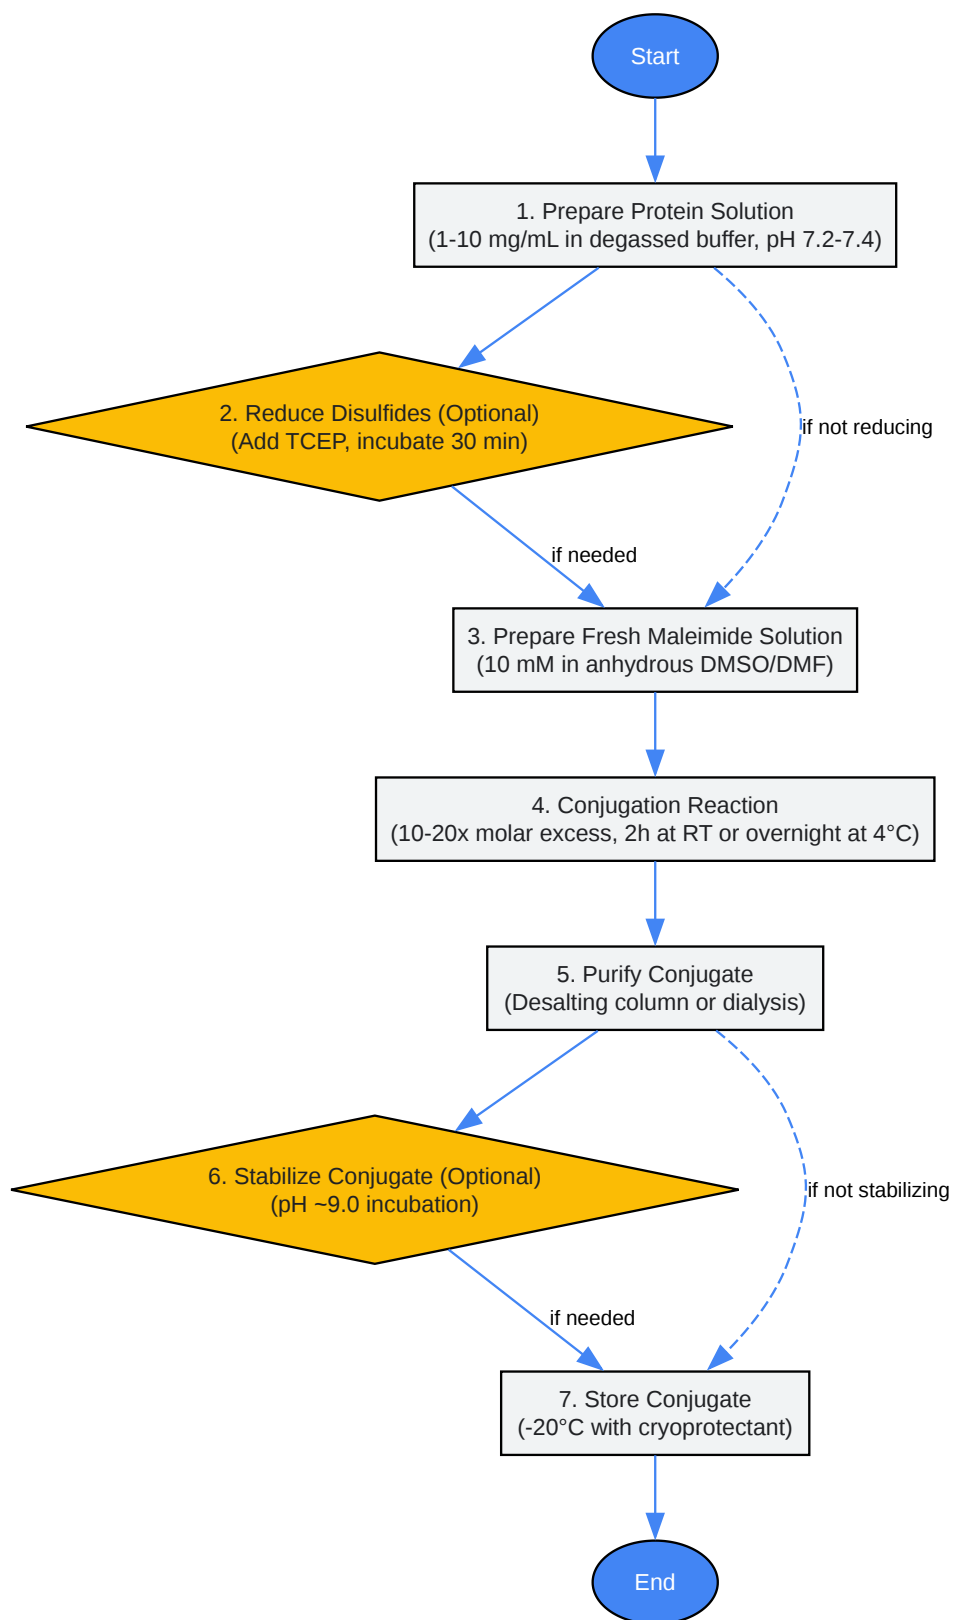 Start
1. Prepare Protein Solution
(1-10 mg/mL in degassed buffer, pH 7.2-7.4)
2. Reduce Disulfides (Optional)
(Add TCEP, incubate 30 min)
if not reducing
if needed
3. Prepare Fresh Maleimide Solution
(10 mM in anhydrous DMSO/DMF)
4. Conjugation Reaction
(10-20x molar excess, 2h at RT or overnight at 4°C)
5. Purify Conjugate
(Desalting column or dialysis)
6. Stabilize Conjugate (Optional)
(pH ~9.0 incubation)
if not stabilizing
if needed
7. Store Conjugate
(-20°C with cryoprotectant)
End